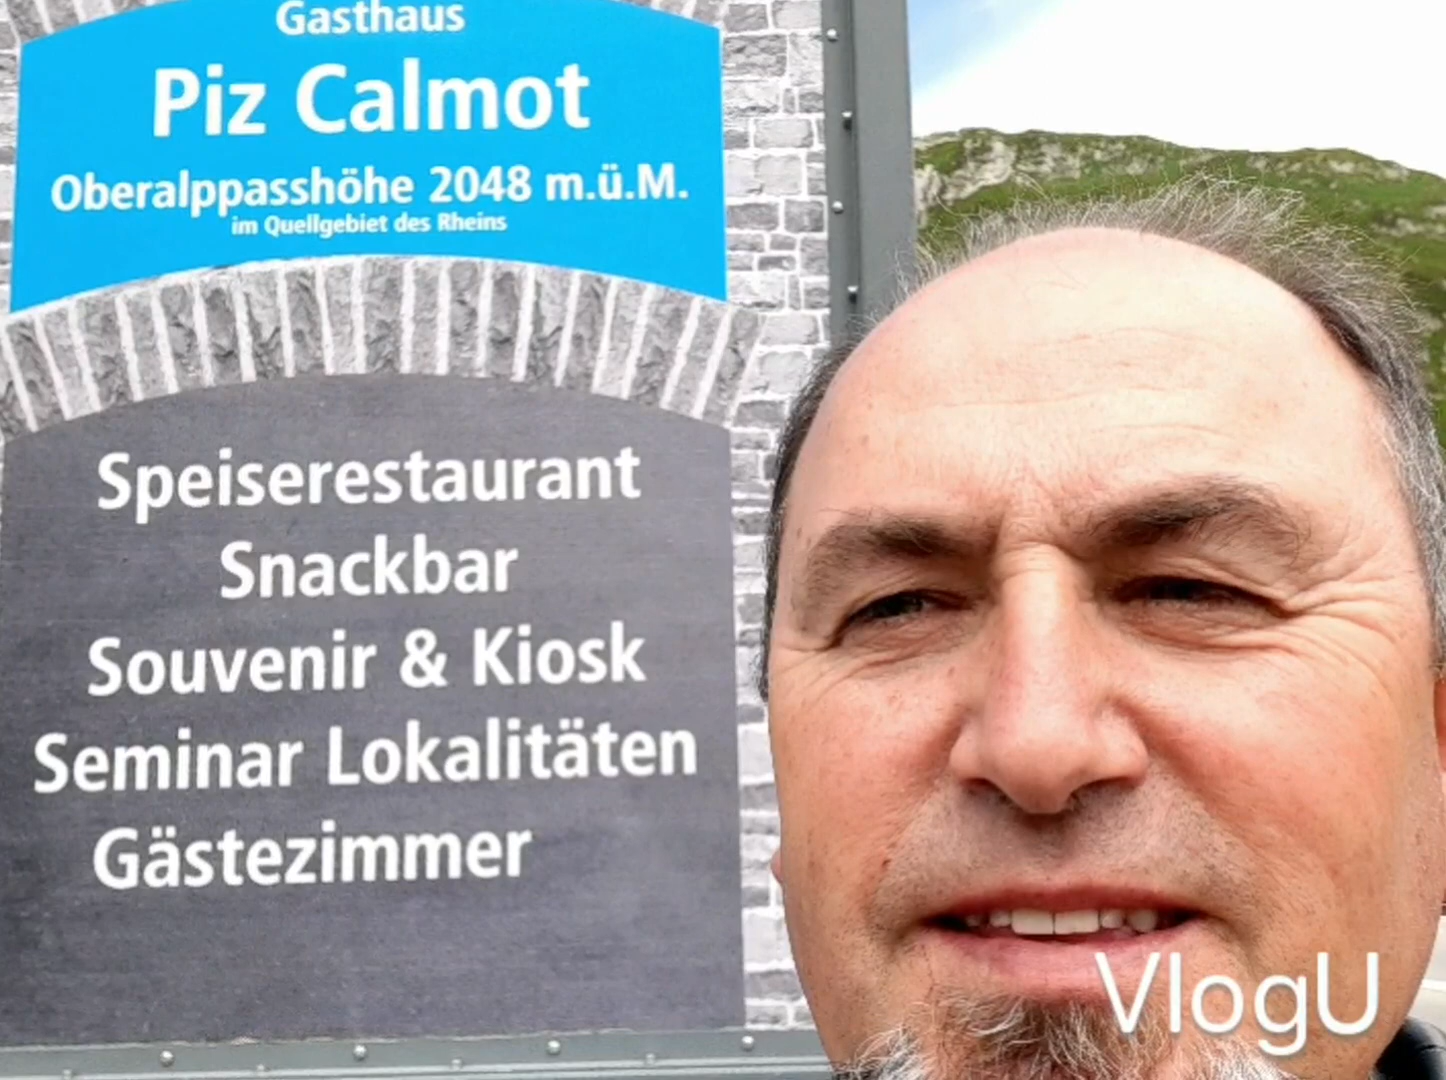 Gasthaus
Piz Calmot
Oberalppasshöhe 2048 m.ü.M.
im Quellgebiet des Rheins
Speiserestaurant
Snackbar
Souvenir & Kiosk
Seminar Lokalitäten
Gästezimmer
VlogU